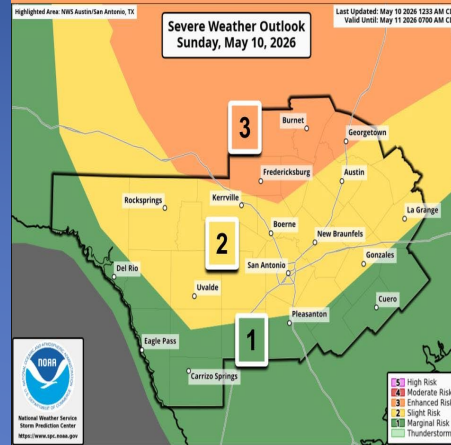 Highlighted Area: NWS Austin/San Antonio, TX
Last Updated: May 10 2026 1233 AM
Valid Until: May 11 2026 0700 AM
Severe Weather Outlook
Sunday, May 10, 2026
3
Burnet
Georgetown
Fredericksburg
Austin
Rocksprings
Kerrville
La Grange
Boerne
New Braunfels
2
San Antonio
Gonzales
Del Rio
Uvalde
Cuero
Pleasanton
1
Eagle Pass
Carrizo Springs
NOAA
National Weather Service
Storm Prediction Center
https://www.spc.noaa.gov
5 High Risk
4 Moderate Risk
3 Enhanced Risk
2 Slight Risk
1 Marginal Risk